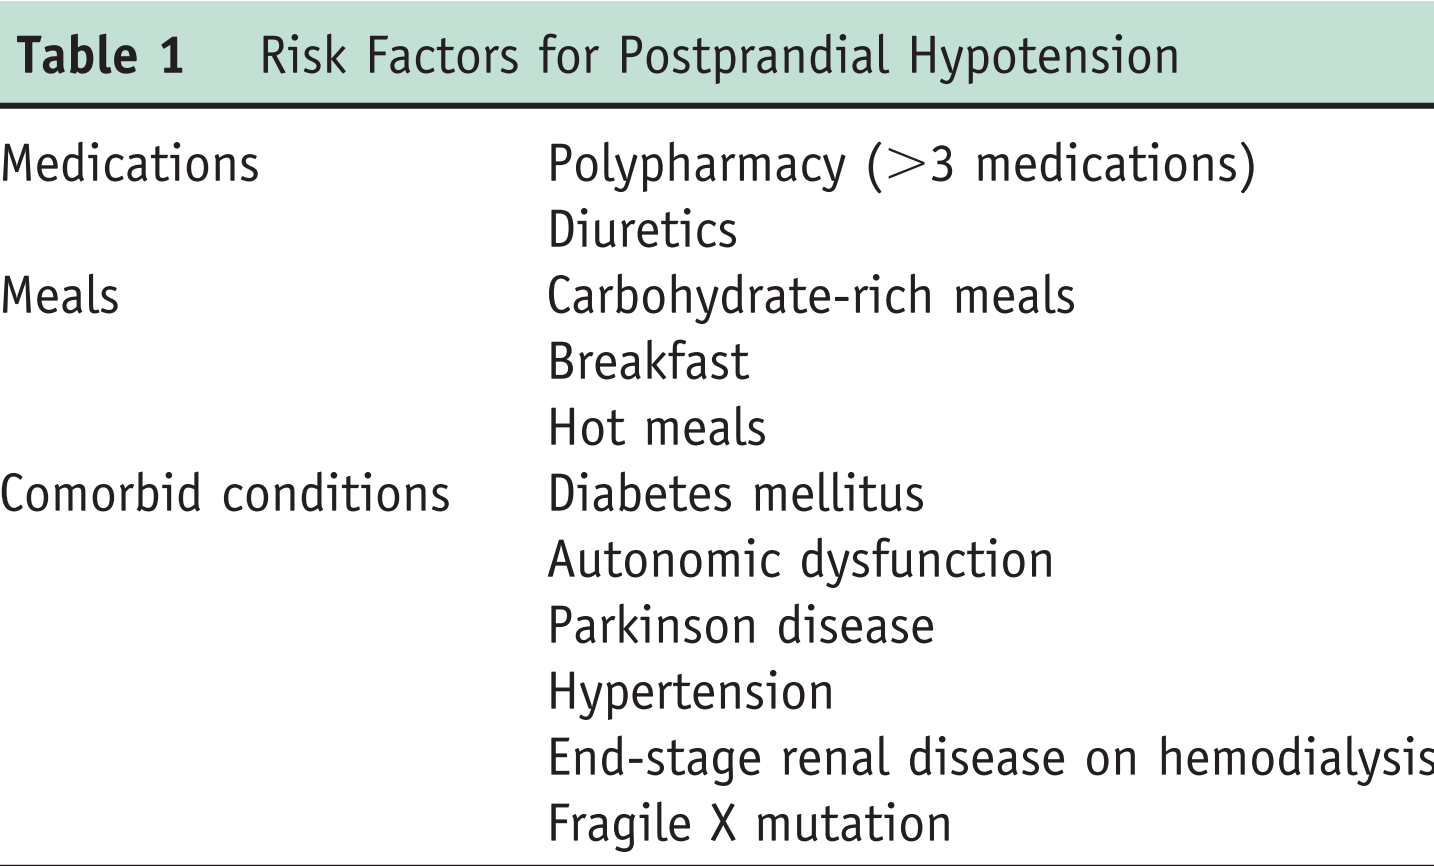 Table 1 Risk Factors for Postprandial Hypotension
Medications Polypharmacy (>3 medications)
Diuretics
Meals Carbohydrate-rich meals
Breakfast
Hot meals
Comorbid conditions Diabetes mellitus
Autonomic dysfunction
Parkinson disease
Hypertension
End-stage renal disease on hemodialysis
Fragile X mutation